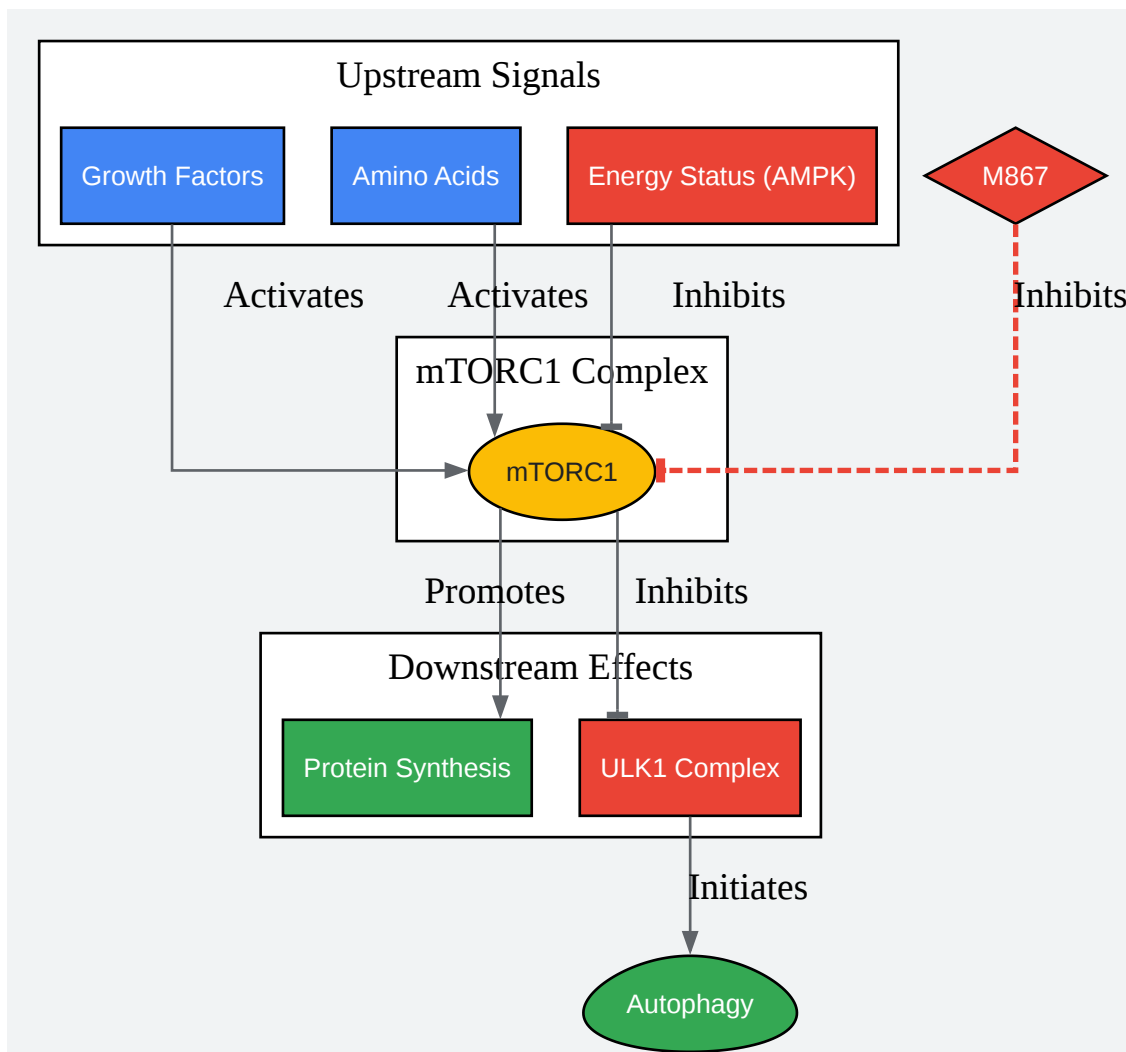 Upstream Signals
Growth Factors
Amino Acids
Energy Status (AMPK)
M867
Activates
Activates
Inhibits
Inhibits
mTORC1 Complex
mTORC1
Promotes
Inhibits
Downstream Effects
Protein Synthesis
ULK1 Complex
Initiates
Autophagy